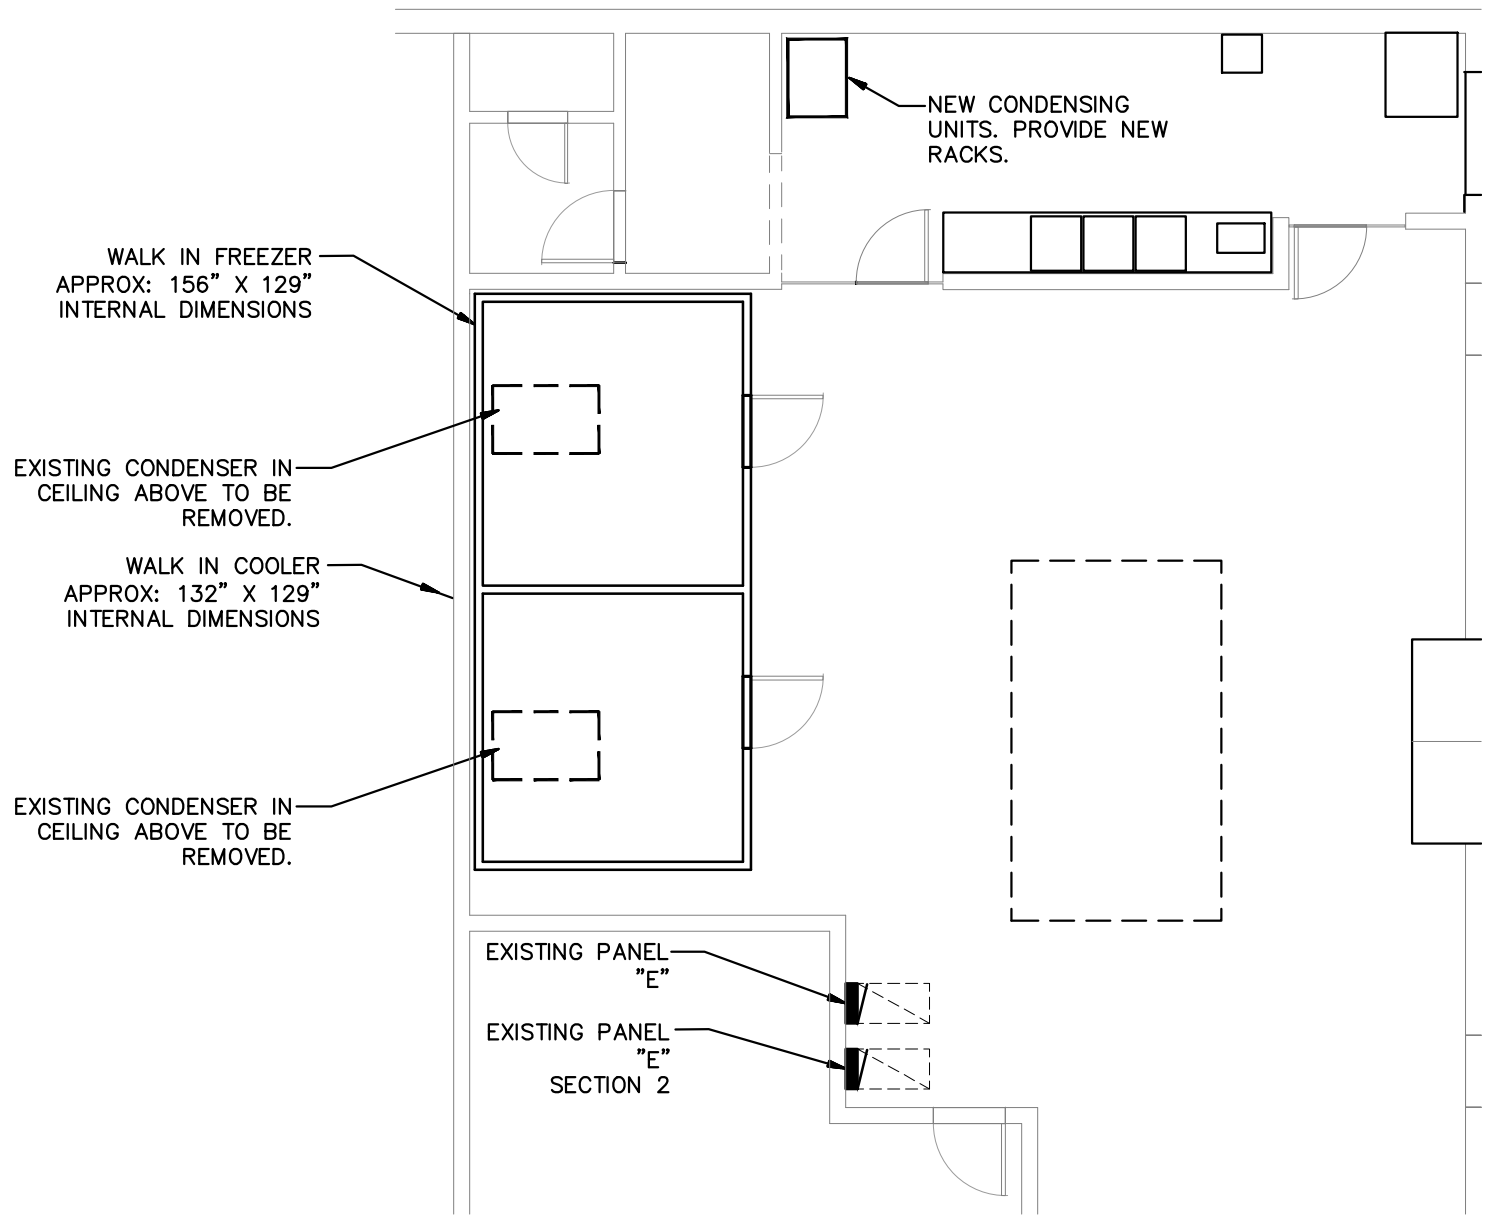 NEW CONDENSING
UNITS. PROVIDE NEW
RACKS.
WALK IN FREEZER
APPROX: 156" X 129"
INTERNAL DIMENSIONS
EXISTING CONDENSER IN
CEILING ABOVE TO BE
REMOVED.
WALK IN COOLER
APPROX: 132" X 129"
INTERNAL DIMENSIONS
EXISTING CONDENSER IN
CEILING ABOVE TO BE
REMOVED.
EXISTING PANEL
"E"
EXISTING PANEL
"E"
SECTION 2